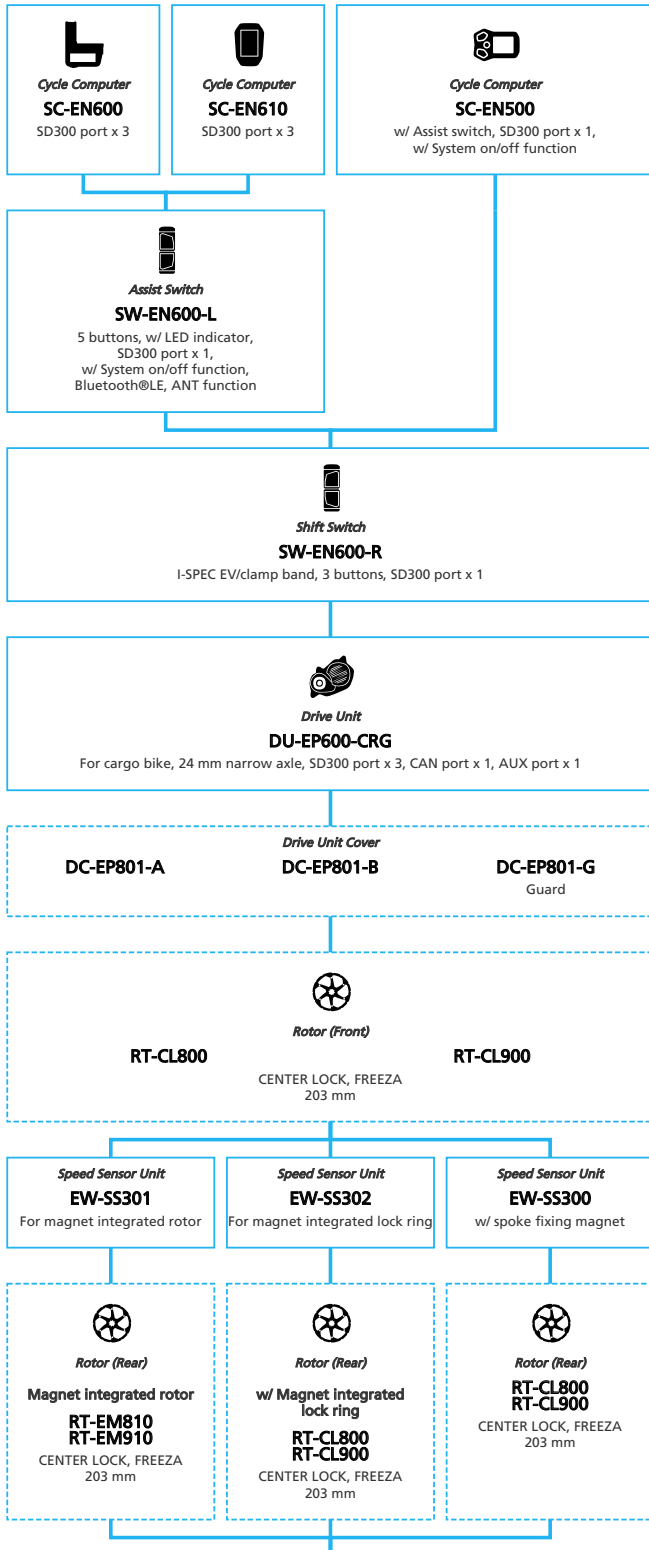 Cycle Computer
SC-EN600
SD300 port x 3
Cycle Computer
SC-EN610
SD300 port x 3
Cycle Computer
SC-EN500
w/ Assist switch, SD300 port x 1,
w/ System on/off function
Assist Switch
SW-EN600-L
5 buttons, w/ LED indicator,
SD300 port x 1,
w/ System on/off function,
Bluetooth®LE, ANT function
Shift Switch
SW-EN600-R
I-SPEC EV/clamp band, 3 buttons, SD300 port x 1
Drive Unit
DU-EP600-CRG
For cargo bike, 24 mm narrow axle, SD300 port x 3, CAN port x 1, AUX port x 1
Drive Unit Cover
DC-EP801-A
DC-EP801-B
DC-EP801-G
Guard
Rotor (Front)
RT-CL800
RT-CL900
CENTER LOCK, FREEZA
203 mm
Speed Sensor Unit
EW-SS301
For magnet integrated rotor
Speed Sensor Unit
EW-SS302
For magnet integrated lock ring
Speed Sensor Unit
EW-SS300
w/ spoke fixing magnet
Rotor (Rear)
Magnet integrated rotor
RT-EM810
RT-EM910
CENTER LOCK, FREEZA
203 mm
Rotor (Rear)
w/ Magnet integrated
lock ring
RT-CL800
RT-CL900
CENTER LOCK, FREEZA
203 mm
Rotor (Rear)
RT-CL800
RT-CL900
CENTER LOCK, FREEZA
203 mm